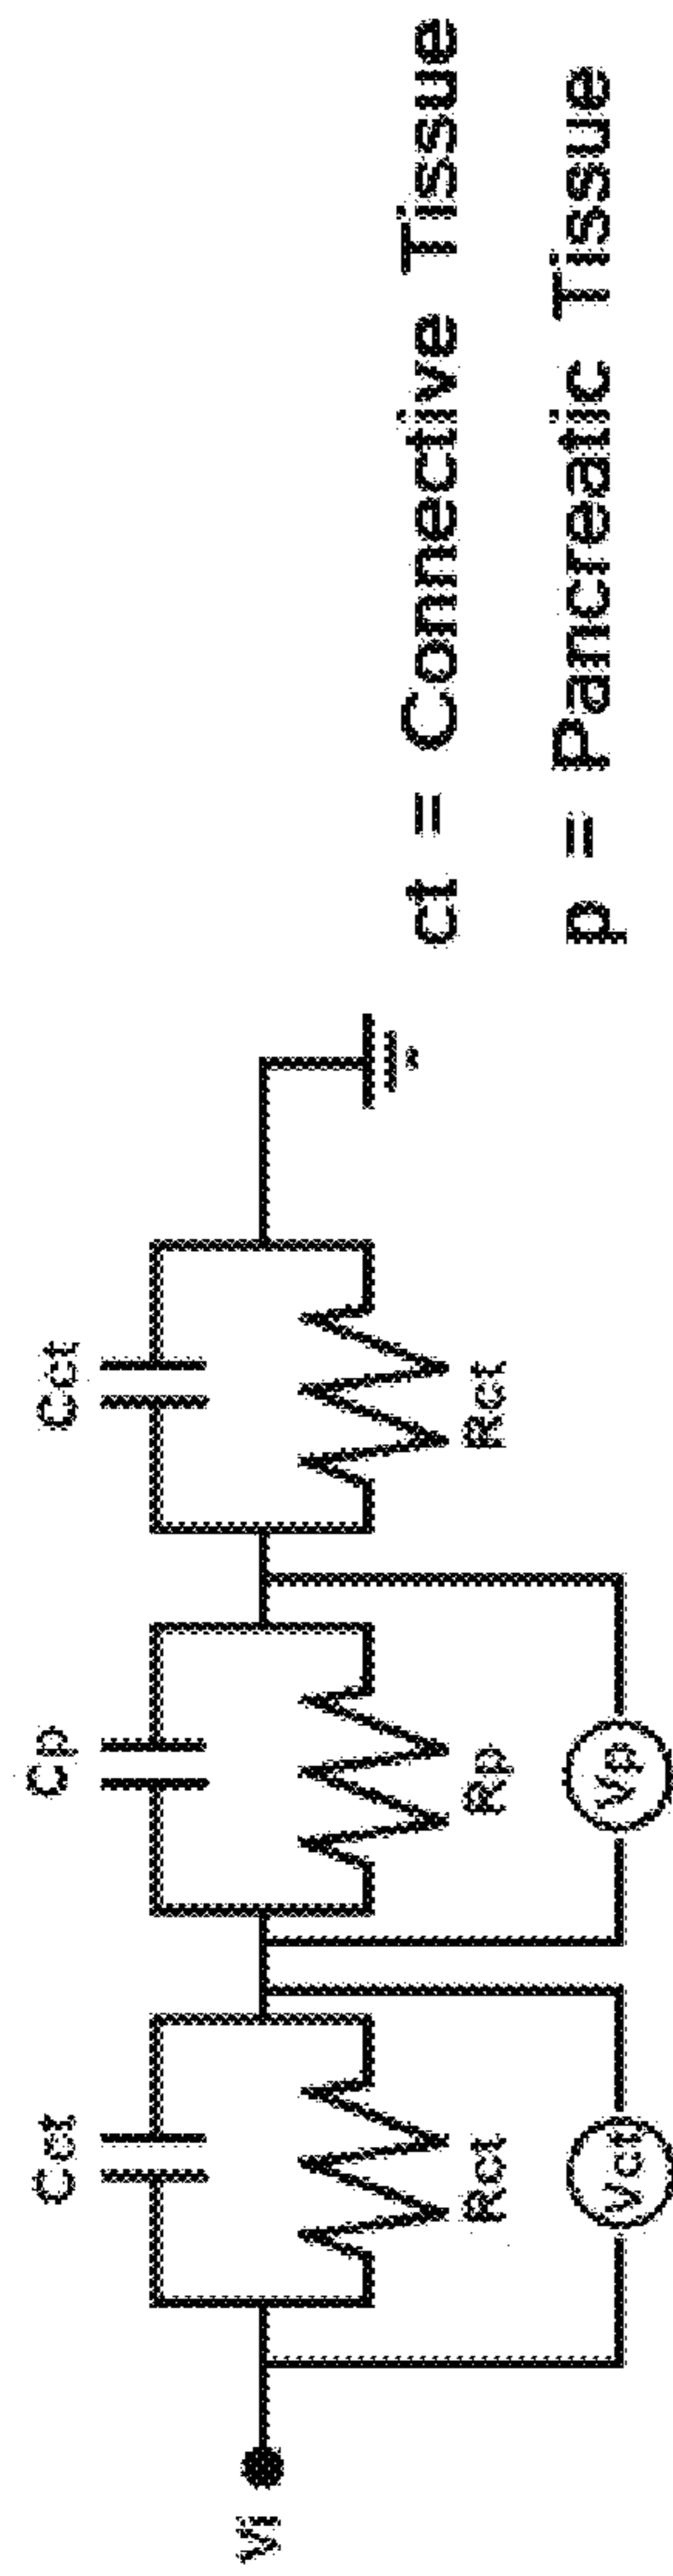 Cct
Cp
Cct
Vi
Rct
Rp
Rct
Vct
Vp
ct = Connective Tissue
p = Pancreatic Tissue